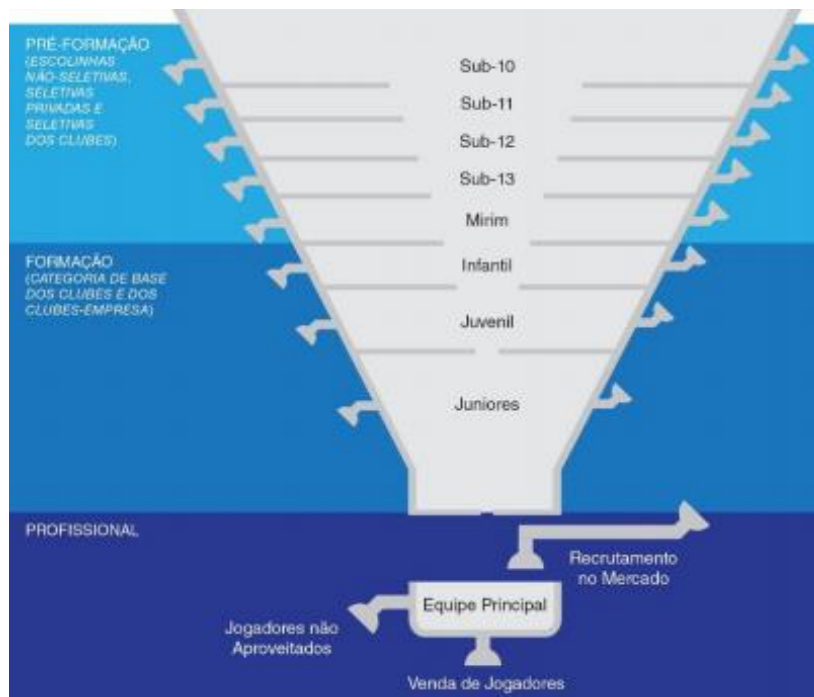 PRÉ-FORMAÇÃO
(ESCOLINHAS
NÃO-SELETIVAS,
SELETIVAS
PRIVADAS E
SELETIVAS
DOS CLUBES)
Sub-10
Sub-11
Sub-12
Sub-13
Mirim
FORMAÇÃO
(CATEGORIA DE BASE
DOS CLUBES E DOS
CLUBES-EMPRESA)
Infantil
Juvenil
Juniores
PROFISSIONAL
Recrutamento
no Mercado
Equipe Principal
Jogadores não
Aproveitados
Venda de Jogadores